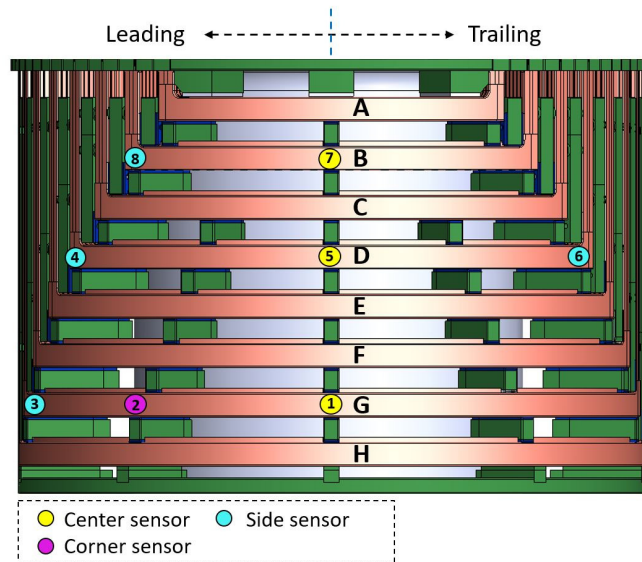 Leading Trailing
A
8 7 B
C
4 5 D 6
E
F
3 2 1 G
H
Center sensor Side sensor
Corner sensor